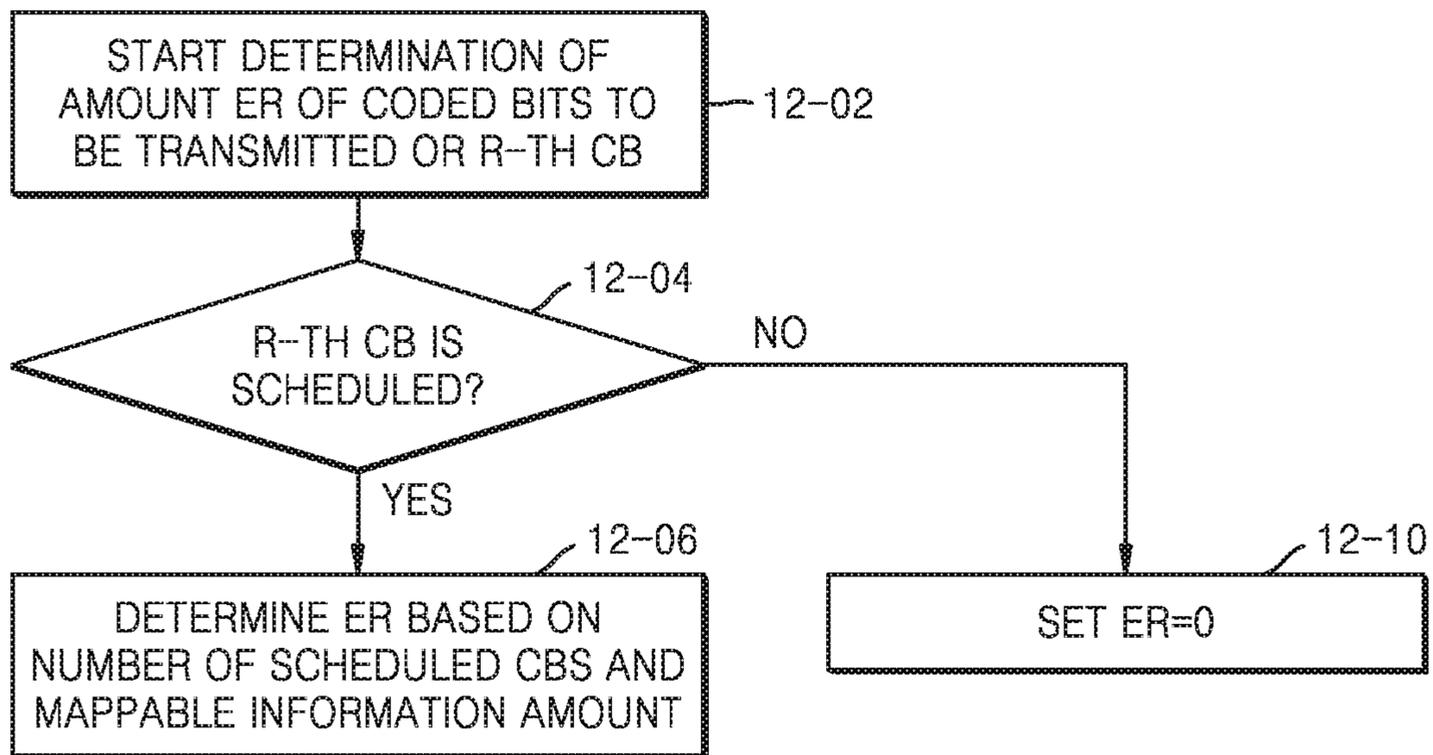 START DETERMINATION OF
AMOUNT ER OF CODED BITS TO
BE TRANSMITTED OR R-TH CB
12-02
12-04
R-TH CB IS
SCHEDULED?
NO
YES
12-06
12-10
DETERMINE ER BASED ON
NUMBER OF SCHEDULED CBS AND
MAPPABLE INFORMATION AMOUNT
SET ER=0